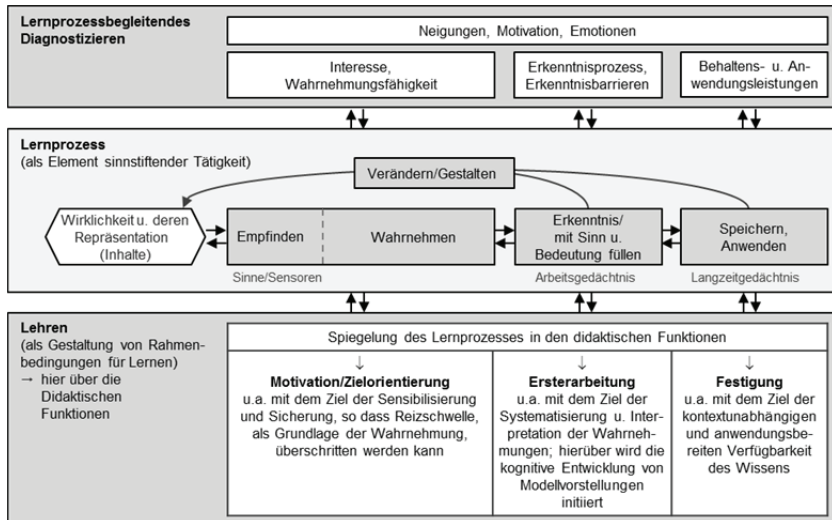 Lernprozessbegleitendes
Diagnostizieren
Neigungen, Motivation, Emotionen
Interesse,
Wahrnehmungsfähigkeit
Erkenntnisprozess,
Erkenntnisbarrieren
Behaltens- u. An-
wendungsleistungen
Lernprozess
(als Element sinnstiftender Tätigkeit)
Verändern/Gestalten
Wirklichkeit u. deren
Repräsentation
(Inhalte)
Empfinden
Wahrnehmen
Erkenntnis/
mit Sinn u.
Bedeutung füllen
Speichern,
Anwenden
Sinne/Sensoren
Arbeitsgedächtnis
Langzeitgedächtnis
Lehren
(als Gestaltung von Rahmen-
bedingungen für Lernen)
→ hier über die
Didaktischen
Funktionen
Spiegelung des Lernprozesses in den didaktischen Funktionen
↓
Motivation/Zielorientierung
u.a. mit dem Ziel der Sensibilisierung
und Sicherung, so dass Reizschwelle,
als Grundlage der Wahrnehmung,
überschritten werden kann
↓
Ersterarbeitung
u.a. mit dem Ziel der
Systematisierung u. Inter-
pretation der Wahrneh-
mungen; hierüber wird die
kognitive Entwicklung von
Modellvorstellungen
initiiert
↓
Festigung
u.a. mit dem Ziel der
kontextunabhängigen
und anwendungsbe-
reiten Verfügbarkeit
des Wissens